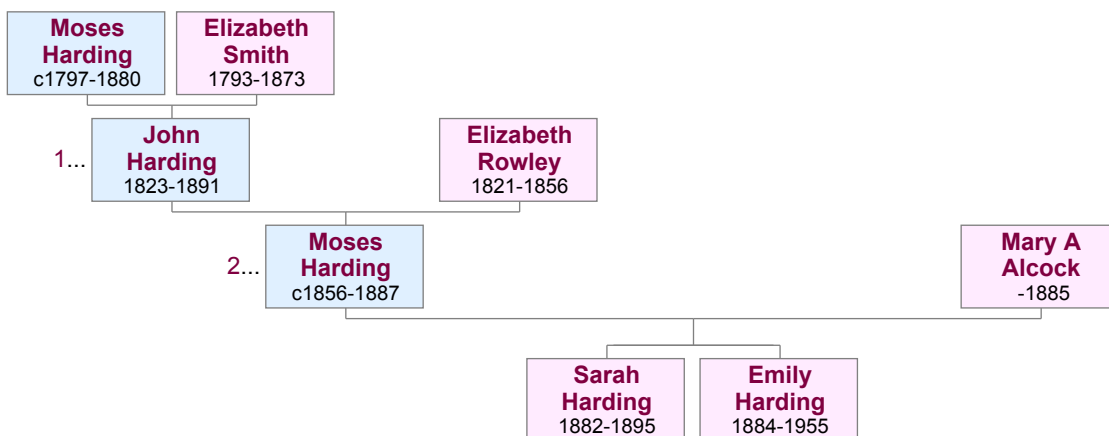 Moses
Harding
c1797-1880
Elizabeth
Smith
1793-1873
1...
John
Harding
1823-1891
Elizabeth
Rowley
1821-1856
2...
Moses
Harding
c1856-1887
Mary A
Alcock
-1885
Sarah
Harding
1882-1895
Emily
Harding
1884-1955